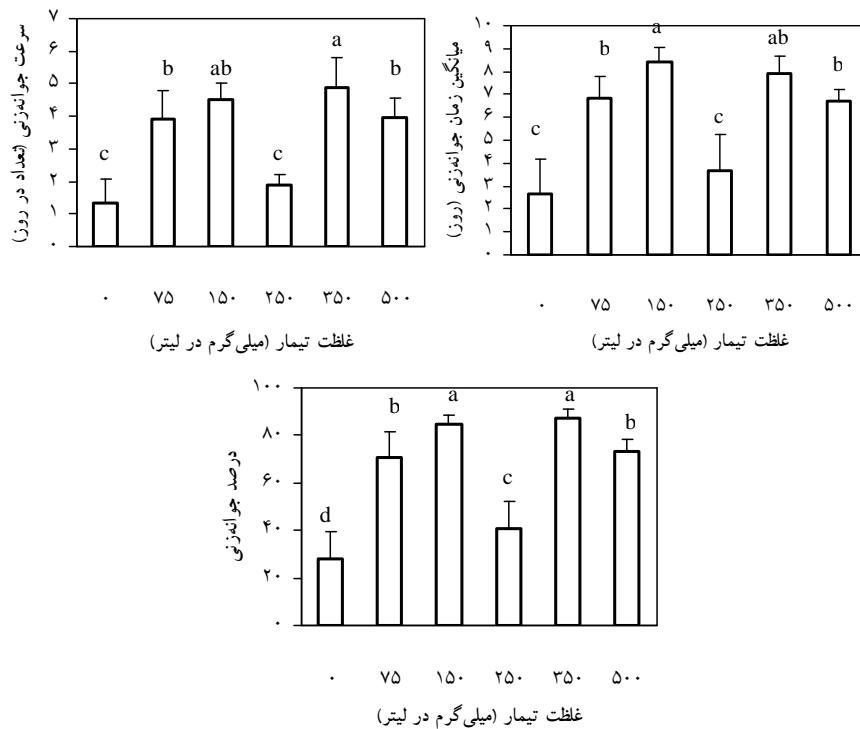 سرعت جوانه‌زنی (تعداد در روز)
۷
۶
۵
۴
۳
۲
۱
۰
c
b
ab
c
a
b
۰ ۷۵ ۱۵۰ ۲۵۰ ۳۵۰ ۵۰۰
غلظت تیمار (میلی‌گرم در لیتر)
میانگین زمان جوانه‌زنی (روز)
۱۰
۹
۸
۷
۶
۵
۴
۳
۲
۱
۰
c
b
a
c
ab
b
۰ ۷۵ ۱۵۰ ۲۵۰ ۳۵۰ ۵۰۰
غلظت تیمار (میلی‌گرم در لیتر)
درصد جوانه‌زنی
۱۰۰
۸۰
۶۰
۴۰
۲۰
۰
d
b
a
c
a
b
۰ ۷۵ ۱۵۰ ۲۵۰ ۳۵۰ ۵۰۰
غلظت تیمار (میلی‌گرم در لیتر)